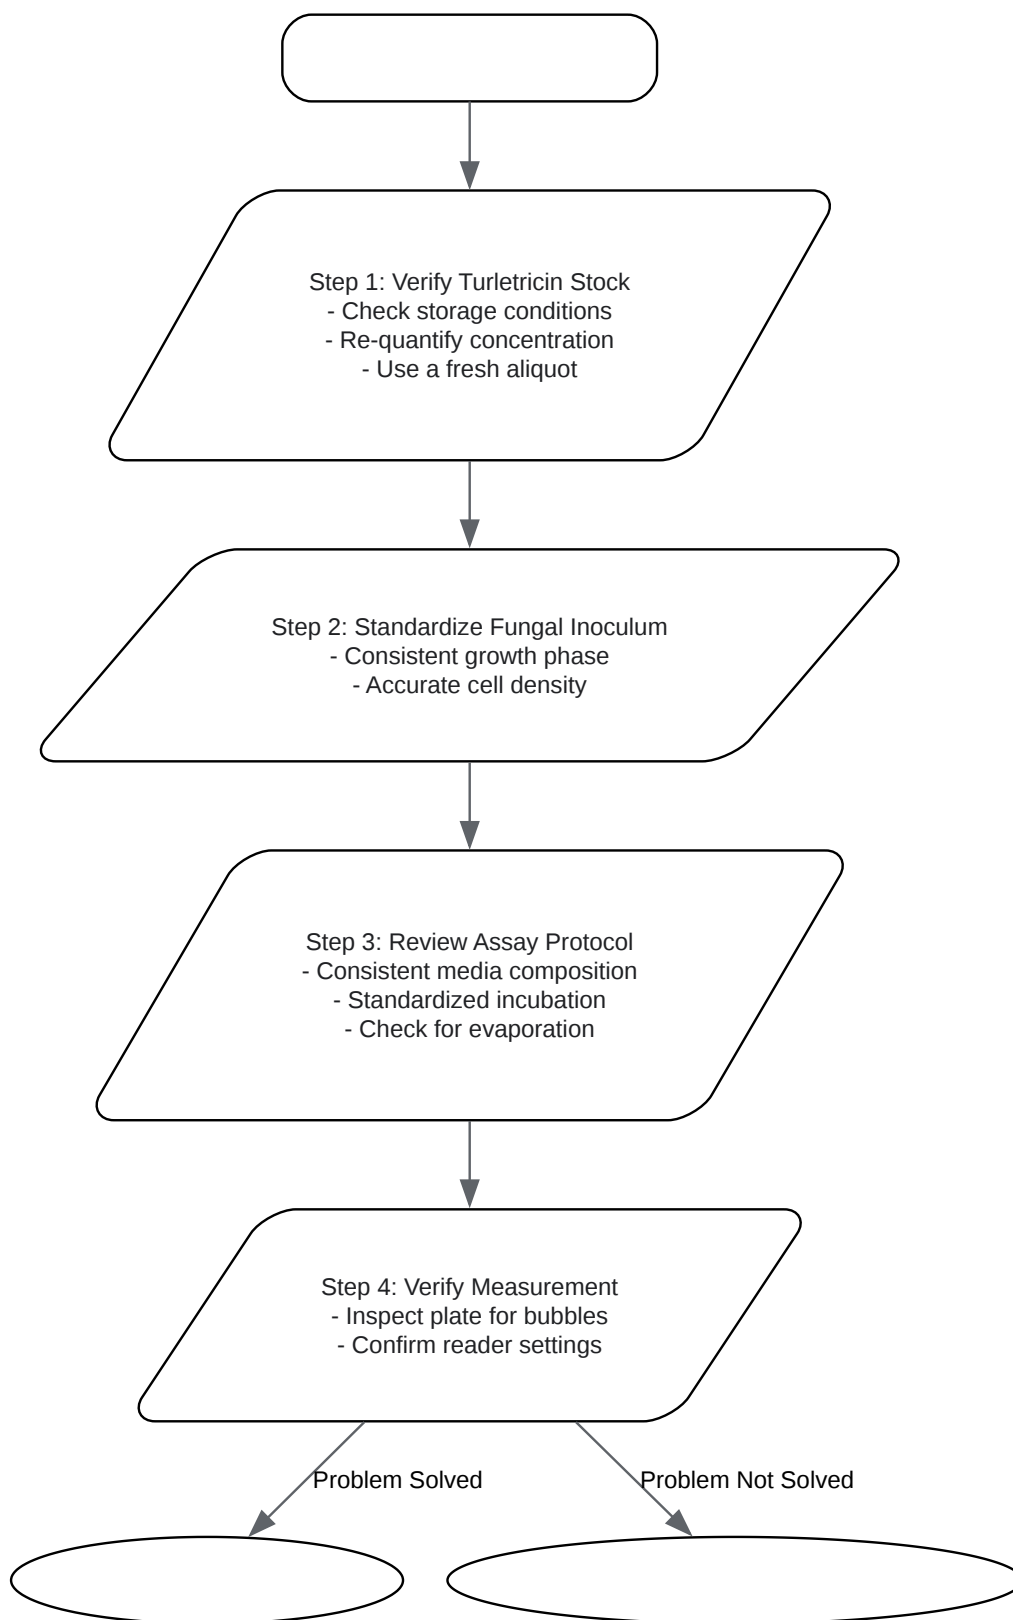 Step 1: Verify Turletricin Stock
- Check storage conditions
- Re-quantify concentration
- Use a fresh aliquot
Step 2: Standardize Fungal Inoculum
- Consistent growth phase
- Accurate cell density
Step 3: Review Assay Protocol
- Consistent media composition
- Standardized incubation
- Check for evaporation
Step 4: Verify Measurement
- Inspect plate for bubbles
- Confirm reader settings
Problem Solved
Problem Not Solved